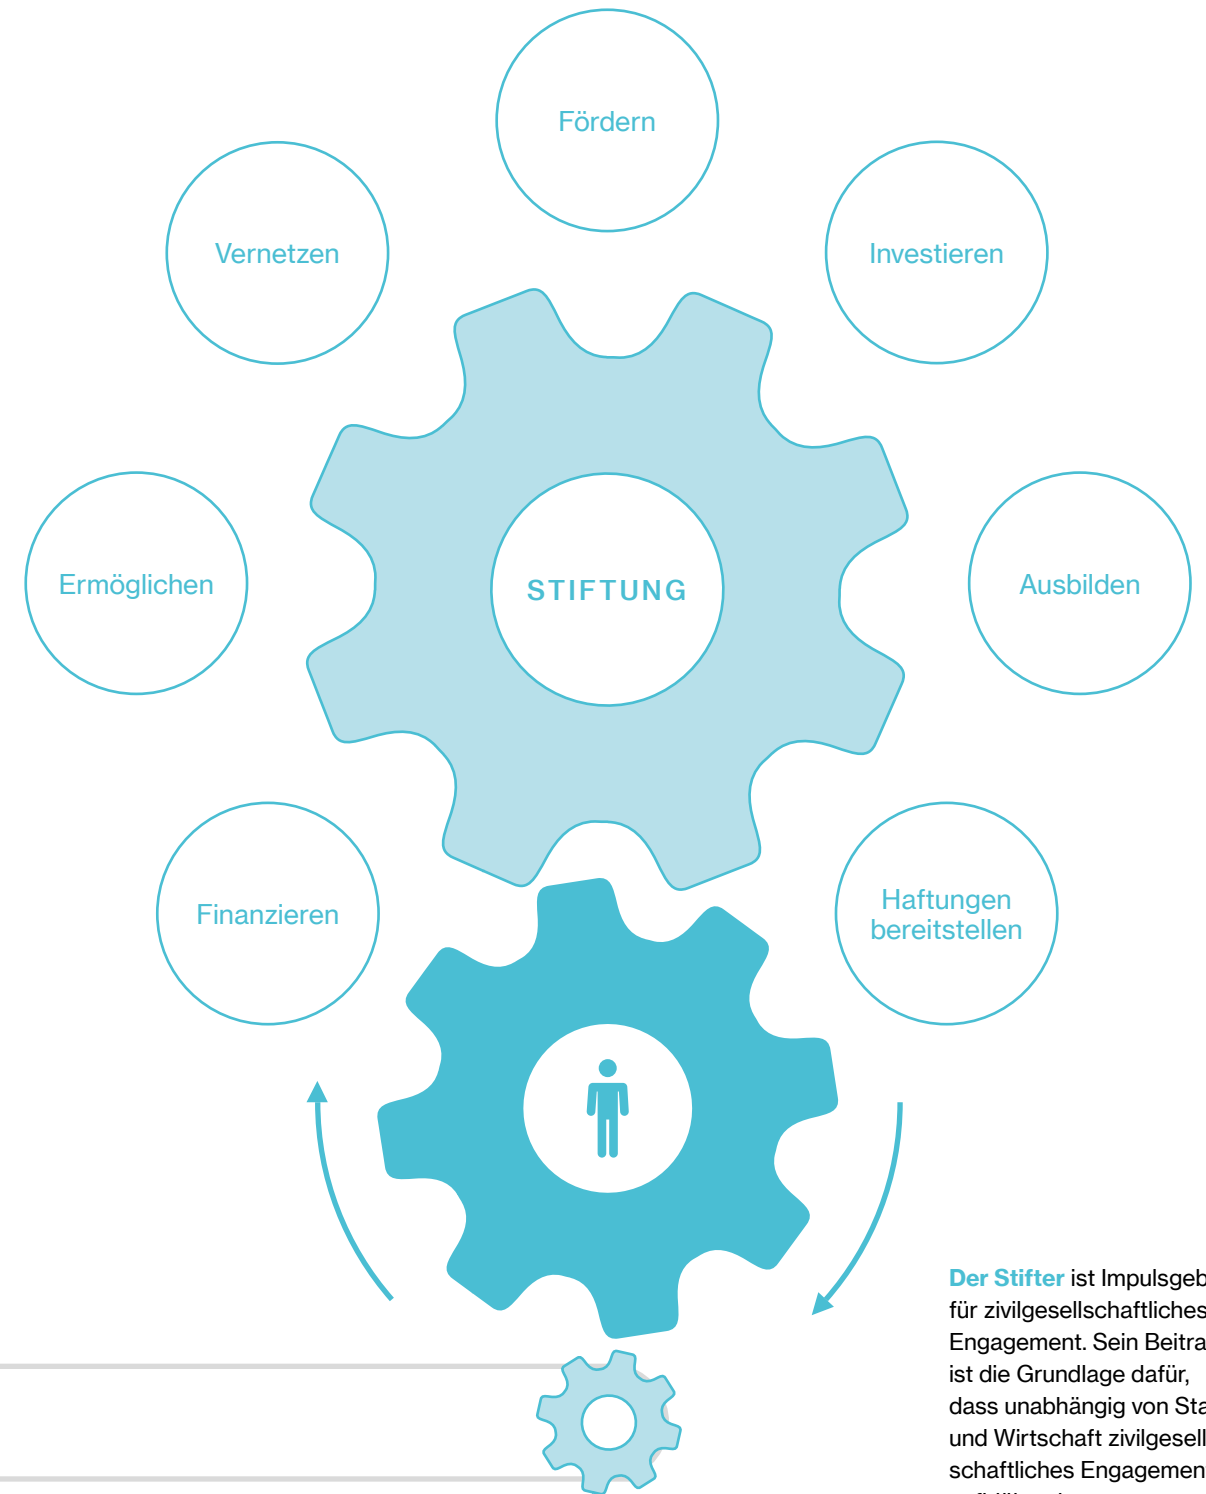 Fördern
Vernetzen
Investieren
Ermöglichen
STIFTUNG
Ausbilden
Finanzieren
Haftungen
bereitstellen
Der Stifter ist Impulsgeb
für zivilgesellschaftliches
Engagement. Sein Beitra
ist die Grundlage dafür,
dass unabhängig von Sta
und Wirtschaft zivilgesell
schaftliches Engagement